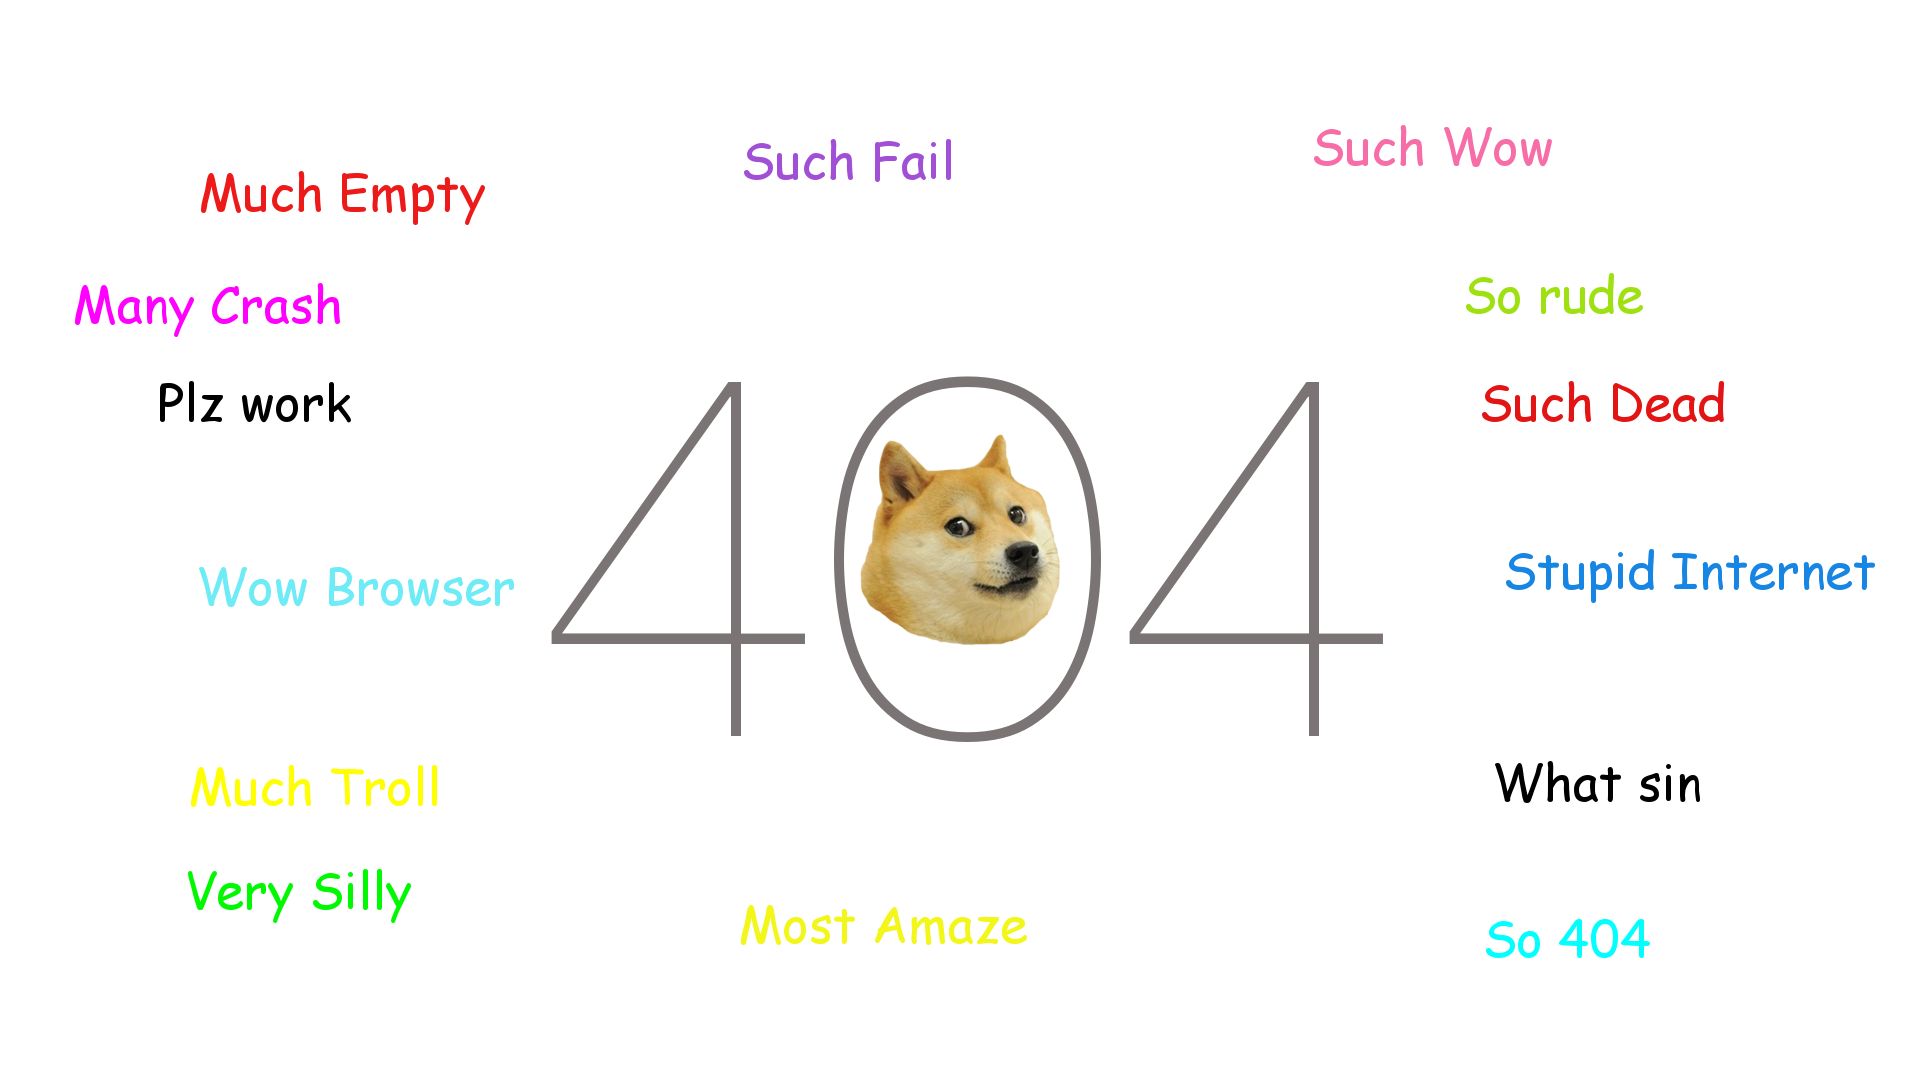 Such Fail
Such Wow
Much Empty
Many Crash
So rude
Plz work
Such Dead
404
Wow Browser
Stupid Internet
Much Troll
What sin
Very Silly
Most Amaze
So 404